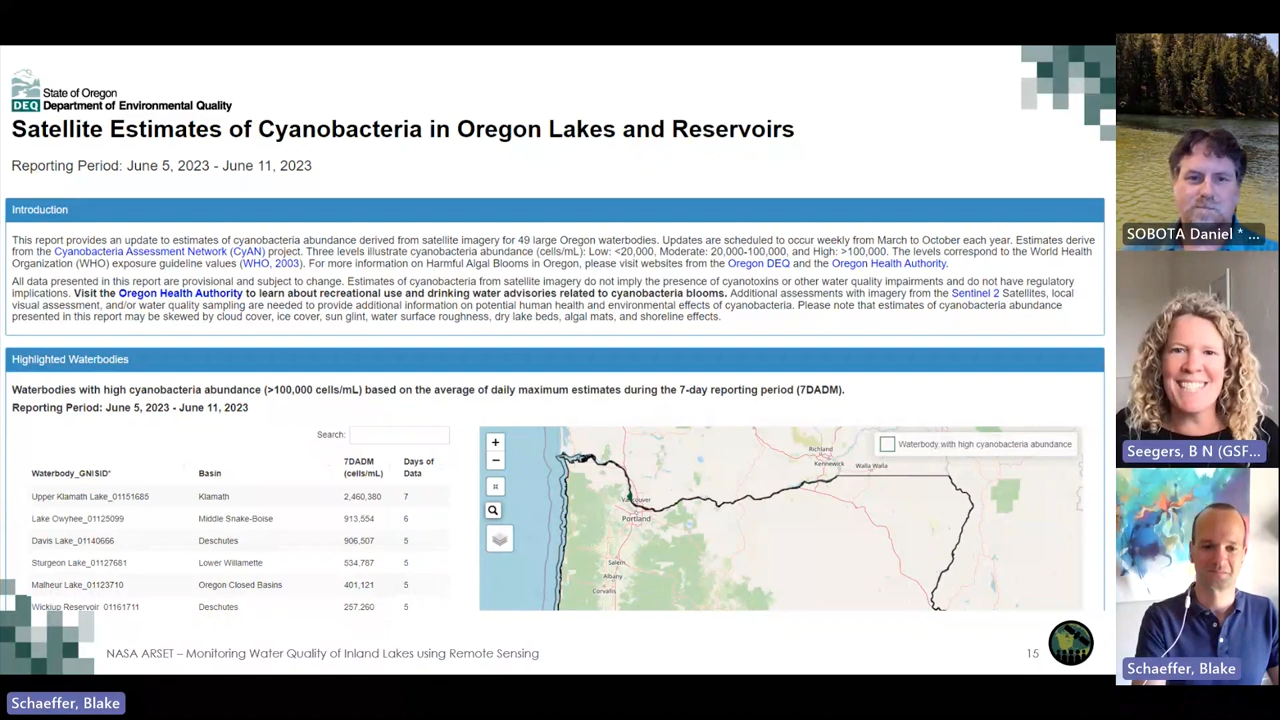 State of Oregon
DEQ Department of Environmental Quality
Satellite Estimates of Cyanobacteria in Oregon Lakes and Reservoirs
Reporting Period: June 5, 2023 - June 11, 2023
Introduction
This report provides an update to estimates of cyanobacteria abundance derived from satellite imagery for 49 large Oregon waterbodies. Updates are scheduled to occur weekly from March to October each year. Estimates derive
from the Cyanobacteria Assessment Network (CyAN) project. Three levels illustrate cyanobacteria abundance (cells/mL): Low: <20,000, Moderate: 20,000-100,000, and High: >100,000. The levels correspond to the World Health
Organization (WHO) exposure guideline values (WHO, 2003). For more information on Harmful Algal Blooms in Oregon, please visit websites from the Oregon DEQ and the Oregon Health Authority.
All data presented in this report are provisional and subject to change. Estimates of cyanobacteria from satellite imagery do not imply the presence of cyanotoxins or other water quality impairments and do not have regulatory
implications. Visit the Oregon Health Authority to learn about recreational use and drinking water advisories related to cyanobacteria blooms. Additional assessments with imagery from the Sentinel 2 Satellites, local
visual assessment, and/or water quality sampling are needed to provide additional information on potential human health and environmental effects of cyanobacteria. Please note that estimates of cyanobacteria abundance
presented in this report may be skewed by cloud cover, ice cover, sun glint, water surface roughness, dry lake beds, algal mats, and shoreline effects.
Highlighted Waterbodies
Waterbodies with high cyanobacteria abundance (>100,000 cells/mL) based on the average of daily maximum estimates during the 7-day reporting period (7DADM).
Reporting Period: June 5, 2023 - June 11, 2023
Search:
Waterbody_GNISID* Basin 7DADM (cells/mL) Days of Data
Upper Klamath Lake_01151685 Klamath 2,460,380 7
Lake Owyhee_01125099 Middle Snake-Boise 913,554 6
Davis Lake_01140666 Deschutes 906,507 5
Sturgeon Lake_01127681 Lower Willamette 534,787 5
Malheur Lake_01123710 Oregon Closed Basins 401,121 5
Wickiup Reservoir_01161711 Deschutes 257,260 5
+
−
Waterbody with high cyanobacteria abundance
Richland
Kennewick
Walla Walla
Vancouver
Portland
Salem
Albany
Corvallis
NASA ARSET – Monitoring Water Quality of Inland Lakes using Remote Sensing
15
SOBOTA Daniel * ...
Seegers, B N (GSF...
Schaeffer, Blake
Schaeffer, Blake